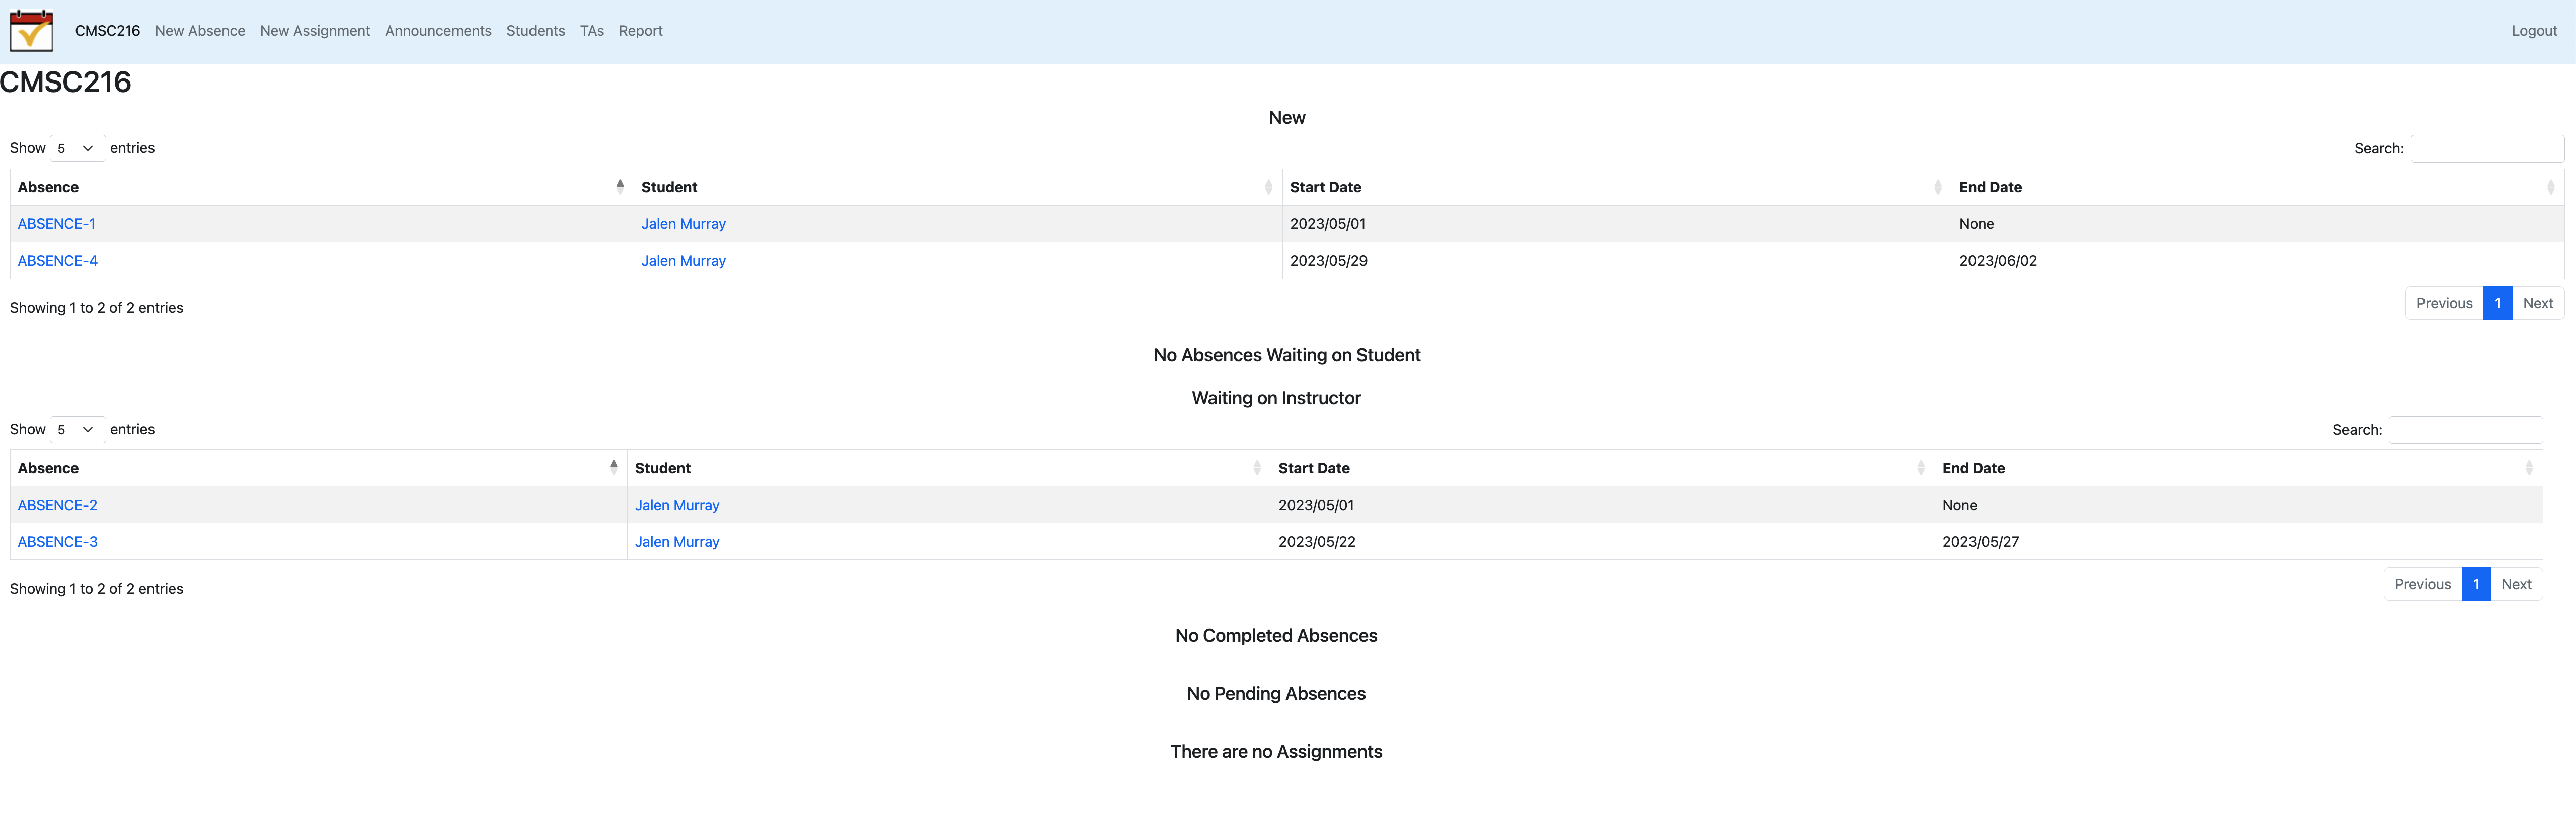 CMSC216 New Absence New Assignment Announcements Students TAs Report Logout
CMSC216
New
Show 5 entries Search:
Absence Student Start Date End Date
ABSENCE-1 Jalen Murray 2023/05/01 None
ABSENCE-4 Jalen Murray 2023/05/29 2023/06/02
Showing 1 to 2 of 2 entries Previous 1 Next
No Absences Waiting on Student
Waiting on Instructor
Show 5 entries Search:
Absence Student Start Date End Date
ABSENCE-2 Jalen Murray 2023/05/01 None
ABSENCE-3 Jalen Murray 2023/05/22 2023/05/27
Showing 1 to 2 of 2 entries Previous 1 Next
No Completed Absences
No Pending Absences
There are no Assignments